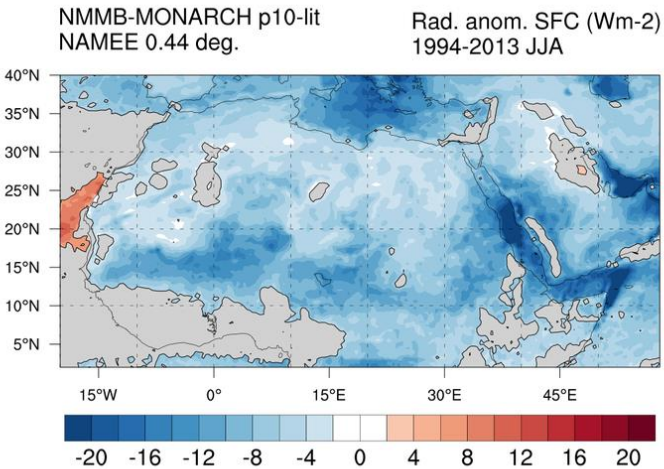 NMMB-MONARCH p10-lit
NAMEE 0.44 deg.
Rad. anom. SFC (Wm-2)
1994-2013 JJA
40°N
35°N
30°N
25°N
20°N
15°N
10°N
5°N
15°W 0° 15°E 30°E 45°E
-20 -16 -12 -8 -4 0 4 8 12 16 20